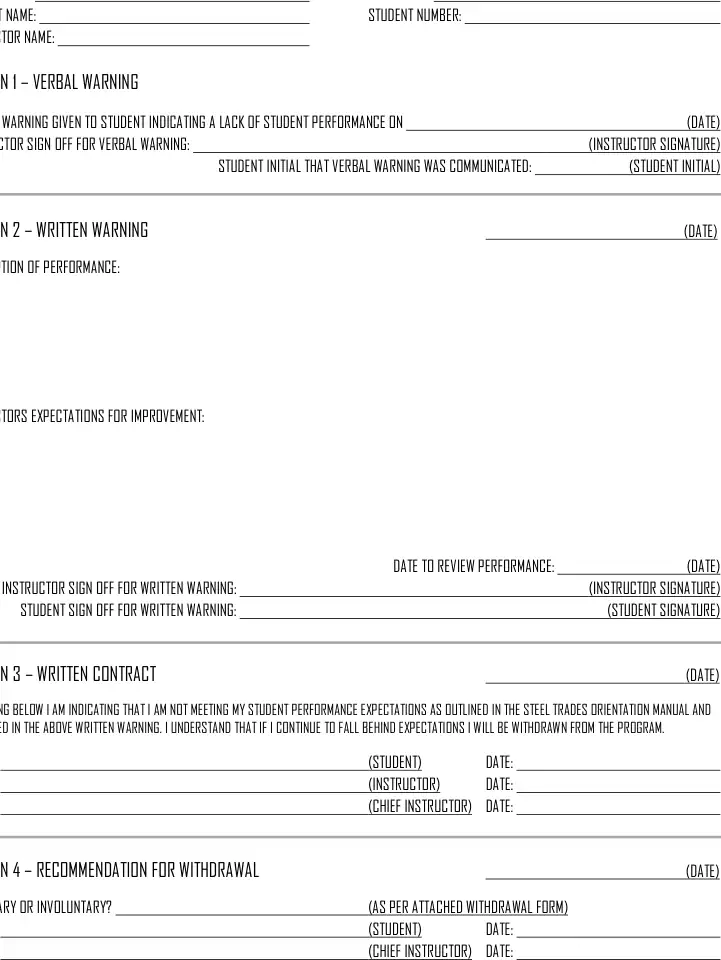 T NAME: STUDENT NUMBER:
CTOR NAME:
N 1 – VERBAL WARNING
WARNING GIVEN TO STUDENT INDICATING A LACK OF STUDENT PERFORMANCE ON (DATE)
CTOR SIGN OFF FOR VERBAL WARNING: (INSTRUCTOR SIGNATURE)
STUDENT INITIAL THAT VERBAL WARNING WAS COMMUNICATED: (STUDENT INITIAL)
N 2 – WRITTEN WARNING (DATE)
PTION OF PERFORMANCE:
CTORS EXPECTATIONS FOR IMPROVEMENT:
DATE TO REVIEW PERFORMANCE: (DATE)
INSTRUCTOR SIGN OFF FOR WRITTEN WARNING: (INSTRUCTOR SIGNATURE)
STUDENT SIGN OFF FOR WRITTEN WARNING: (STUDENT SIGNATURE)
N 3 – WRITTEN CONTRACT (DATE)
NG BELOW I AM INDICATING THAT I AM NOT MEETING MY STUDENT PERFORMANCE EXPECTATIONS AS OUTLINED IN THE STEEL TRADES ORIENTATION MANUAL AND
ED IN THE ABOVE WRITTEN WARNING. I UNDERSTAND THAT IF I CONTINUE TO FALL BEHIND EXPECTATIONS I WILL BE WITHDRAWN FROM THE PROGRAM.
(STUDENT) DATE:
(INSTRUCTOR) DATE:
(CHIEF INSTRUCTOR) DATE:
N 4 – RECOMMENDATION FOR WITHDRAWAL (DATE)
ARY OR INVOLUNTARY? (AS PER ATTACHED WITHDRAWAL FORM)
(STUDENT) DATE:
(CHIEF INSTRUCTOR) DATE: